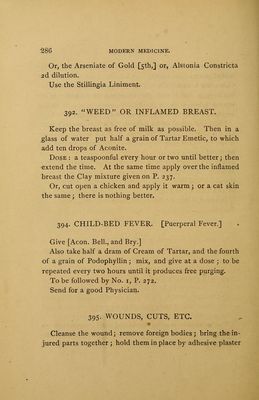 286 MODERN MEDICINE.
Or, the Arseniate of Gold [5th,] or, Alstonia Constricta
2d dilution.
Use the Stillingia Liniment.
392. "WEED" OR INFLAMED BREAST.
Keep the breast as free of milk as possible. Then in a
glass of water put half a grain of Tartar Emetic, to which
add ten drops of Aconite.
Dose: a teaspoonful every hour or two until better; then
extend the time. At the same time apply over the inflamed
breast the Clay mixture given on P. 237.
Or, cut open a chicken and apply it warm; or a cat skin
the same; there is nothing better.
394. CHILD-BED FEVER. [Puerperal Fever.]
Give [Acon. Bell., and Bry.]
Also take half a dram of Cream of Tartar, and the fourth
of a grain of Podophyllin; mix, and give at a dose; to be
repeated every two hours until it produces free purging.
To be followed by No. 1, P. 272.
Send for a good Physician.
395. WOUNDS, CUTS, ETC.
Cleanse the wound; remove foreign bodies; bring the in-
jured parts together; hold them in place by adhesive plaster